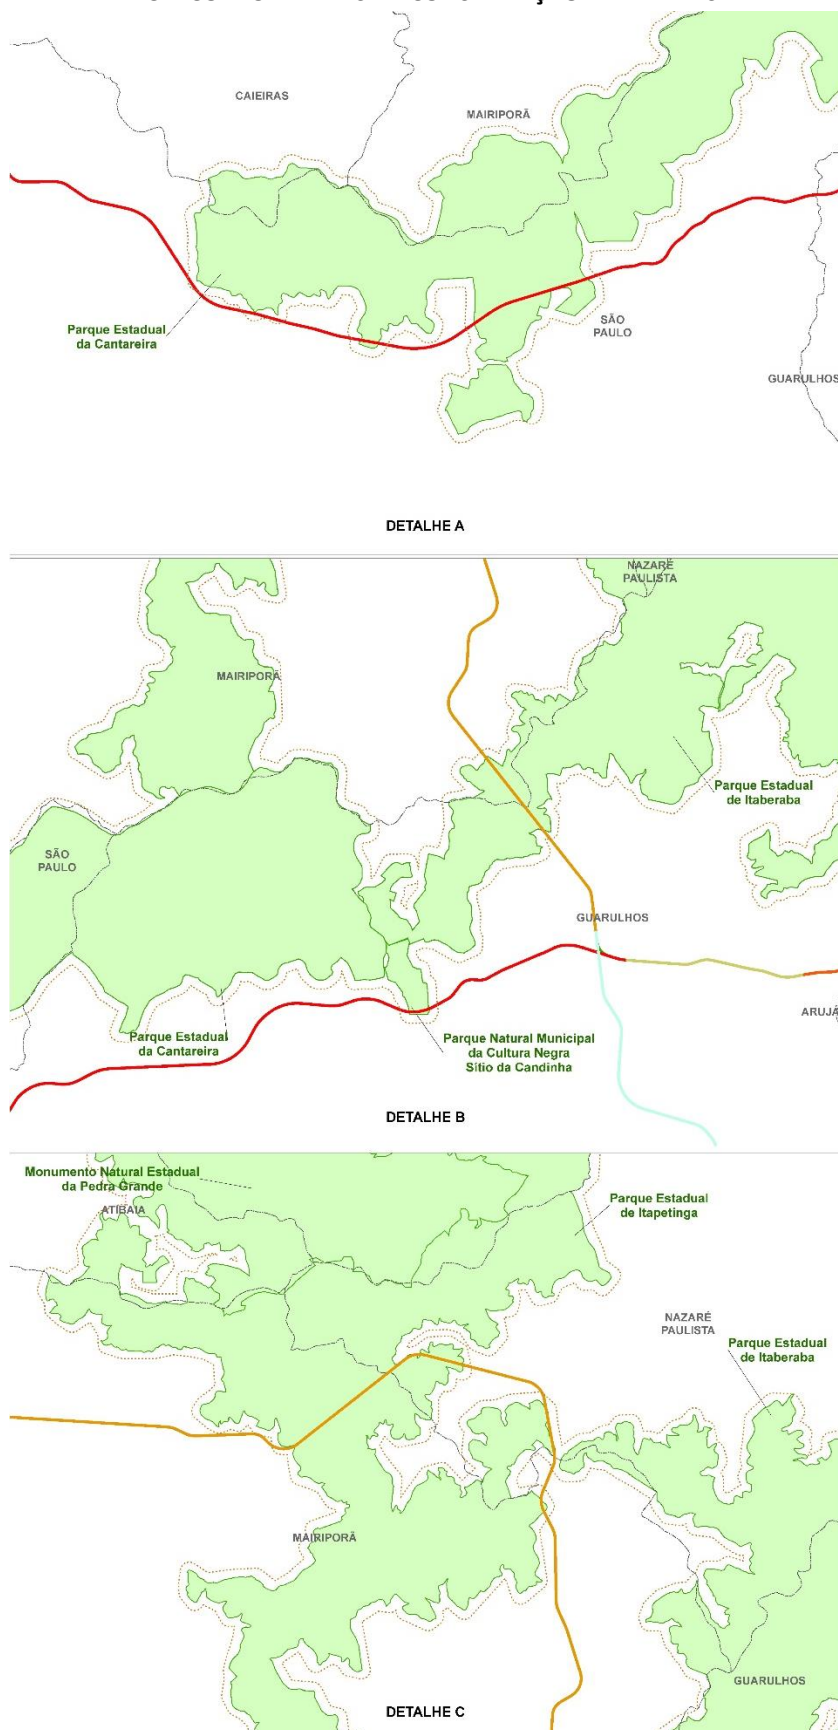 CAIEIRAS
MAIRIPORÃ
Parque Estadual
da Cantareira
SÃO
PAULO
GUARULHOS
DETALHE A
NAZARÉ
PAULISTA
MAIRIPORÃ
Parque Estadual
de Itaberaba
SÃO
PAULO
GUARULHOS
ARUJÁ
Parque Estadual
da Cantareira
Parque Natural Municipal
da Cultura Negra
Sítio da Candinha
DETALHE B
Monumento Natural Estadual
da Pedra Grande
ATIBAIA
Parque Estadual
de Itapetinga
NAZARÉ
PAULISTA
Parque Estadual
de Itaberaba
MAIRIPORÃ
GUARULHOS
DETALHE C